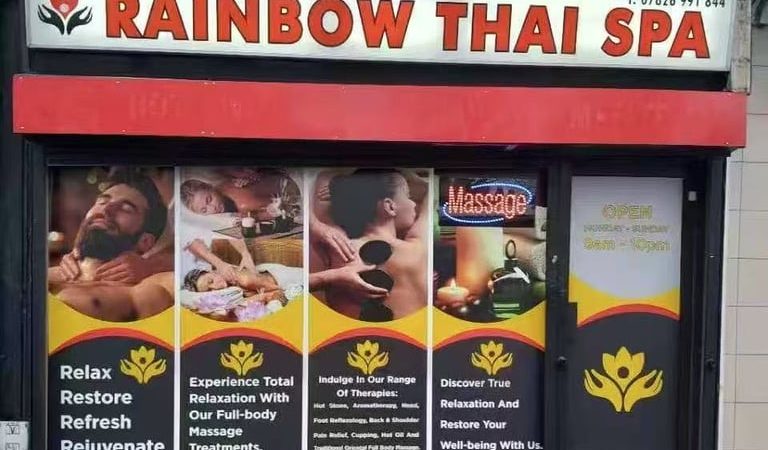 T: 07826 991 844
RAINBOW THAI SPA
Massage
OPEN
MONDAY - SUNDAY
9am - 10pm
Relax
Restore
Refresh
Rejuvenate
Experience Total
Relaxation With
Our Full-body
Massage
Treatments.
Indulge In Our Range
Of Therapies:
Hot Stone, Aromatherapy, Head,
Foot Reflexology, Back & Shoulder
Pain Relief, Cupping, Hot Oil And
Traditional Oriental Full Body Massage.
Discover True
Relaxation And
Restore Your
Well-being With Us.